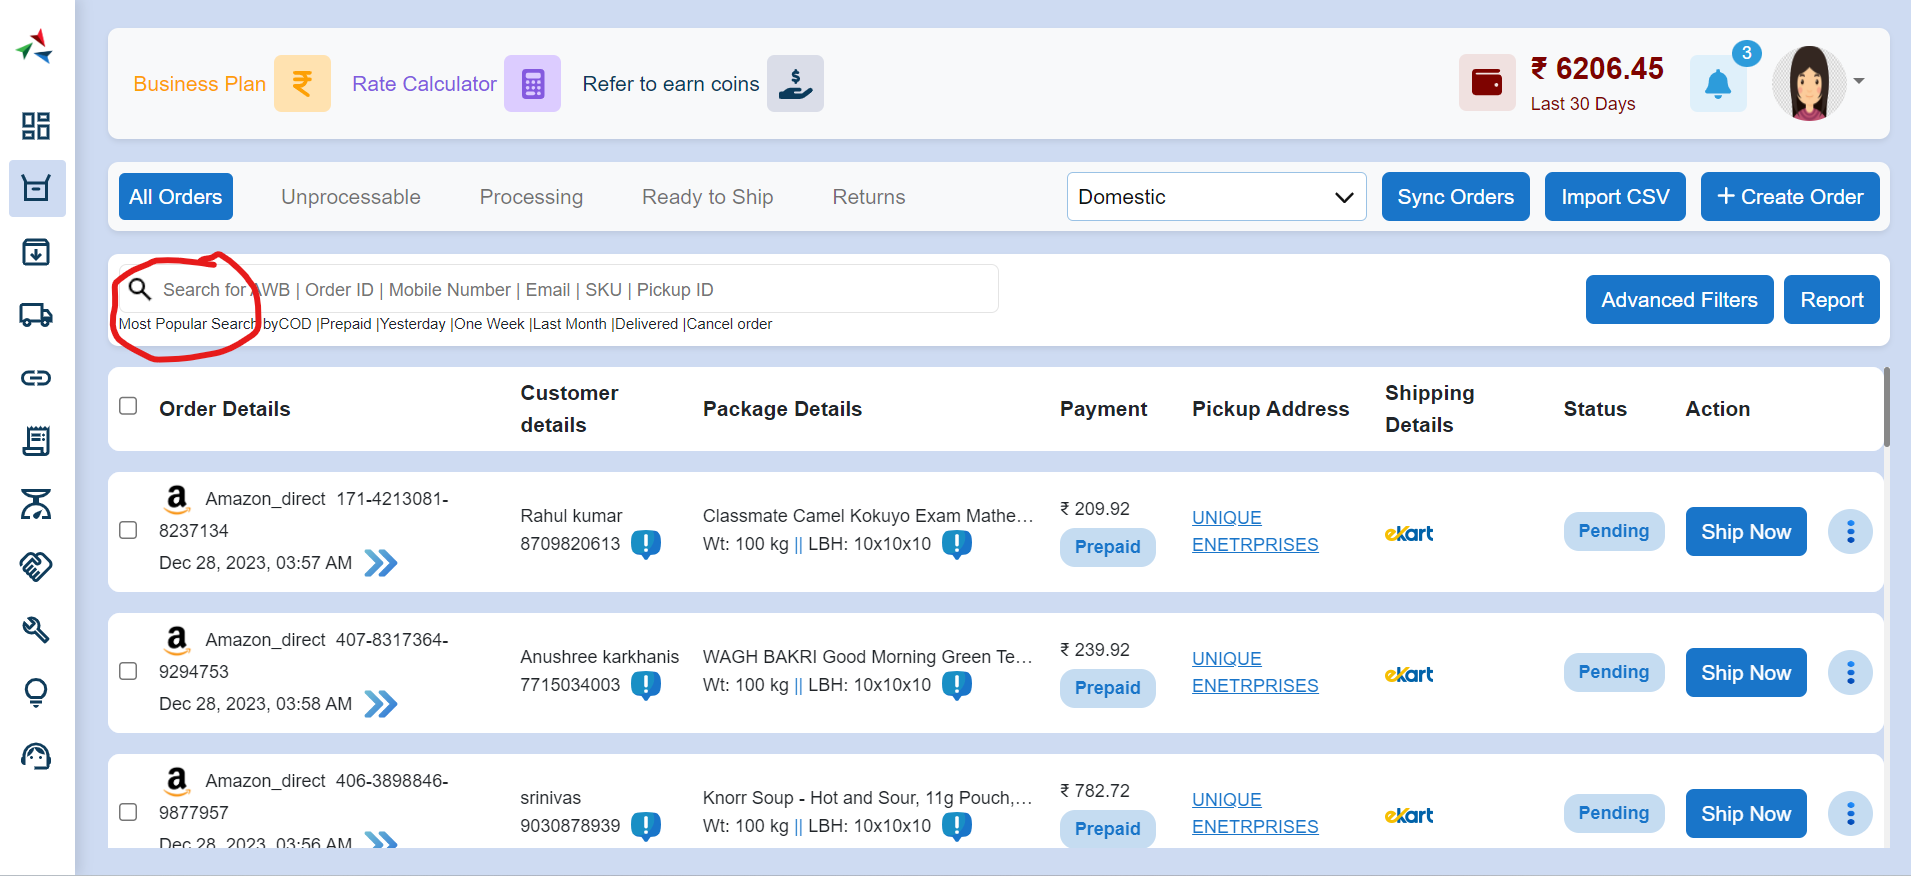 Business Plan ₹ Rate Calculator Refer to earn coins $ ₹ 6206.45 3
Last 30 Days
All Orders Unprocessable Processing Ready to Ship Returns Domestic Sync Orders Import CSV + Create Order
Search for AWB | Order ID | Mobile Number | Email | SKU | Pickup ID
Most Popular Search byCOD |Prepaid |Yesterday |One Week |Last Month |Delivered |Cancel order
Advanced Filters Report
Order Details Customer details Package Details Payment Pickup Address Shipping Details Status Action
a Amazon_direct 171-4213081-
8237134
Dec 28, 2023, 03:57 AM
Rahul kumar
8709820613
Classmate Camel Kokuyo Exam Mathe...
Wt: 100 kg || LBH: 10x10x10
₹ 209.92
Prepaid
UNIQUE
ENETRPRISES
ekart
Pending
Ship Now
a Amazon_direct 407-8317364-
9294753
Dec 28, 2023, 03:58 AM
Anushree karkhanis
7715034003
WAGH BAKRI Good Morning Green Te...
Wt: 100 kg || LBH: 10x10x10
₹ 239.92
Prepaid
UNIQUE
ENETRPRISES
ekart
Pending
Ship Now
a Amazon_direct 406-3898846-
9877957
Dec 28, 2023, 03:56 AM
srinivas
9030878939
Knorr Soup - Hot and Sour, 11g Pouch,...
Wt: 100 kg || LBH: 10x10x10
₹ 782.72
Prepaid
UNIQUE
ENETRPRISES
ekart
Pending
Ship Now